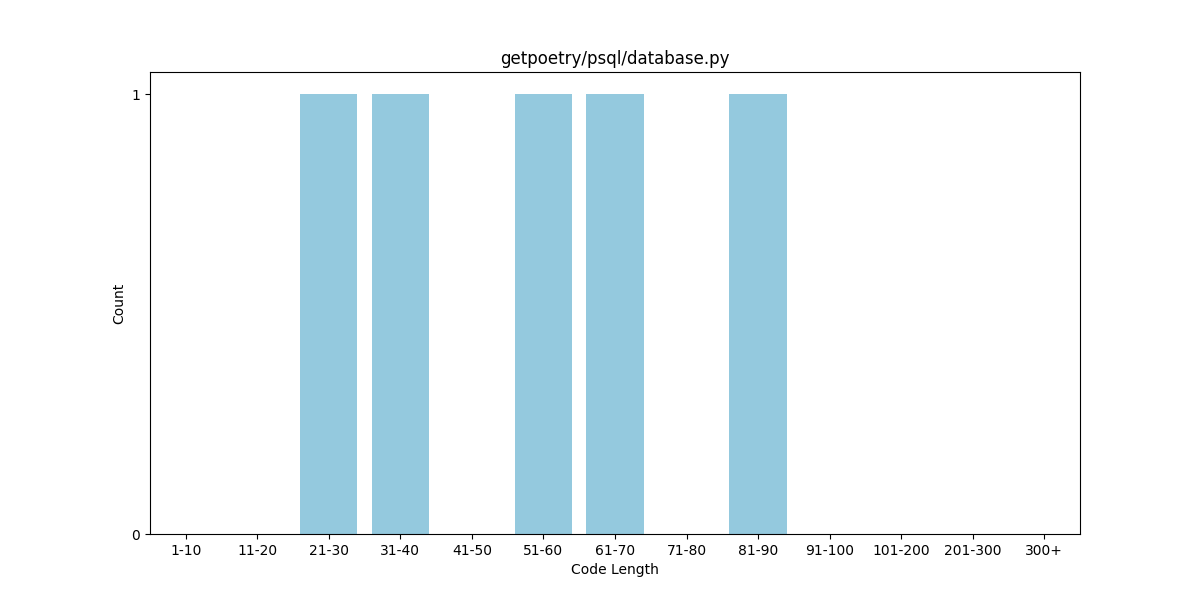 getpoetry/psql/database.py
1
Count
0
1-10 11-20 21-30 31-40 41-50 51-60 61-70 71-80 81-90 91-100 101-200 201-300 300+
Code Length